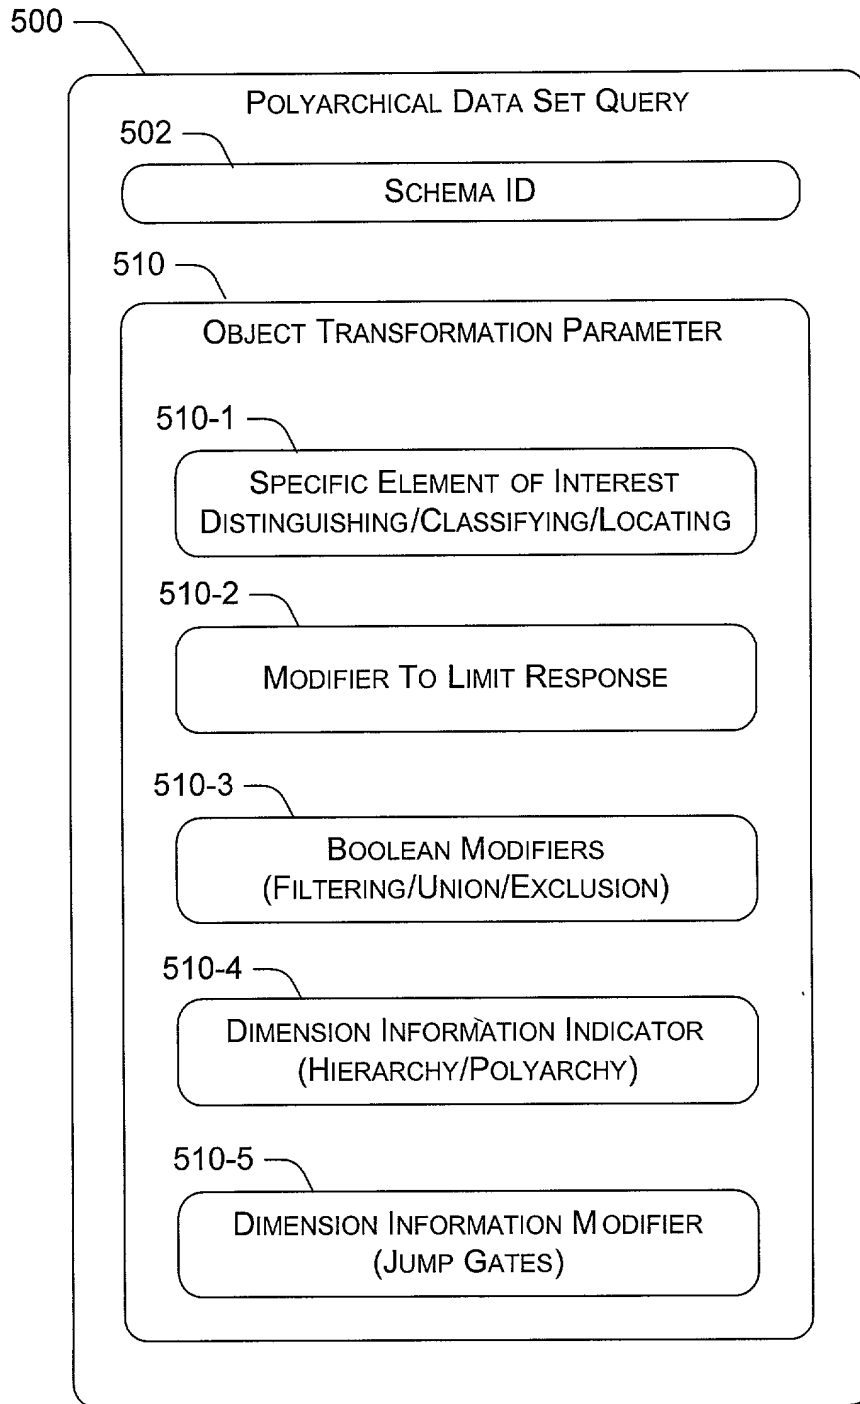 500
POLYARCHICAL DATA SET QUERY
502
SCHEMA ID
510
OBJECT TRANSFORMATION PARAMETER
510-1
SPECIFIC ELEMENT OF INTEREST
DISTINGUISHING/CLASSIFYING/LOCATING
510-2
MODIFIER TO LIMIT RESPONSE
510-3
BOOLEAN MODIFIERS
(FILTERING/UNION/EXCLUSION)
510-4
DIMENSION INFORMATION INDICATOR
(HIERARCHY/POLYARCHY)
510-5
DIMENSION INFORMATION MODIFIER
(JUMP GATES)